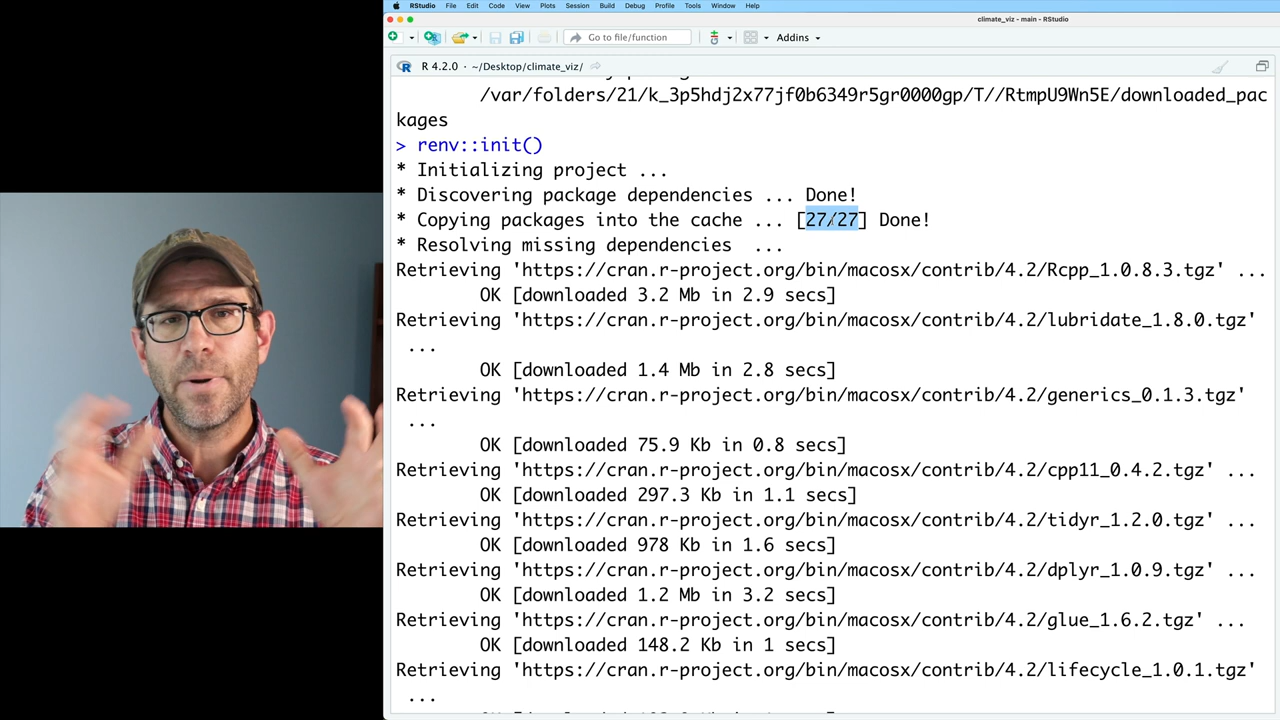 RStudio File Edit Code View Plots Session Build Debug Profile Tools Window Help
climate_viz - main - RStudio
Go to file/function Addins
R 4.2.0 · ~/Desktop/climate_viz/
/var/folders/21/k_3p5hdj2x77jf0b6349r5gr0000gp/T//RtmpU9Wn5E/downloaded_pac
kages
> renv::init()
* Initializing project ...
* Discovering package dependencies ... Done!
* Copying packages into the cache ... [27/27] Done!
* Resolving missing dependencies ...
Retrieving 'https://cran.r-project.org/bin/macosx/contrib/4.2/Rcpp_1.0.8.3.tgz' ...
OK [downloaded 3.2 Mb in 2.9 secs]
Retrieving 'https://cran.r-project.org/bin/macosx/contrib/4.2/lubridate_1.8.0.tgz'
...
OK [downloaded 1.4 Mb in 2.8 secs]
Retrieving 'https://cran.r-project.org/bin/macosx/contrib/4.2/generics_0.1.3.tgz'
...
OK [downloaded 75.9 Kb in 0.8 secs]
Retrieving 'https://cran.r-project.org/bin/macosx/contrib/4.2/cpp11_0.4.2.tgz' ...
OK [downloaded 297.3 Kb in 1.1 secs]
Retrieving 'https://cran.r-project.org/bin/macosx/contrib/4.2/tidyr_1.2.0.tgz' ...
OK [downloaded 978 Kb in 1.6 secs]
Retrieving 'https://cran.r-project.org/bin/macosx/contrib/4.2/dplyr_1.0.9.tgz' ...
OK [downloaded 1.2 Mb in 3.2 secs]
Retrieving 'https://cran.r-project.org/bin/macosx/contrib/4.2/glue_1.6.2.tgz' ...
OK [downloaded 148.2 Kb in 1 secs]
Retrieving 'https://cran.r-project.org/bin/macosx/contrib/4.2/lifecycle_1.0.1.tgz'
...